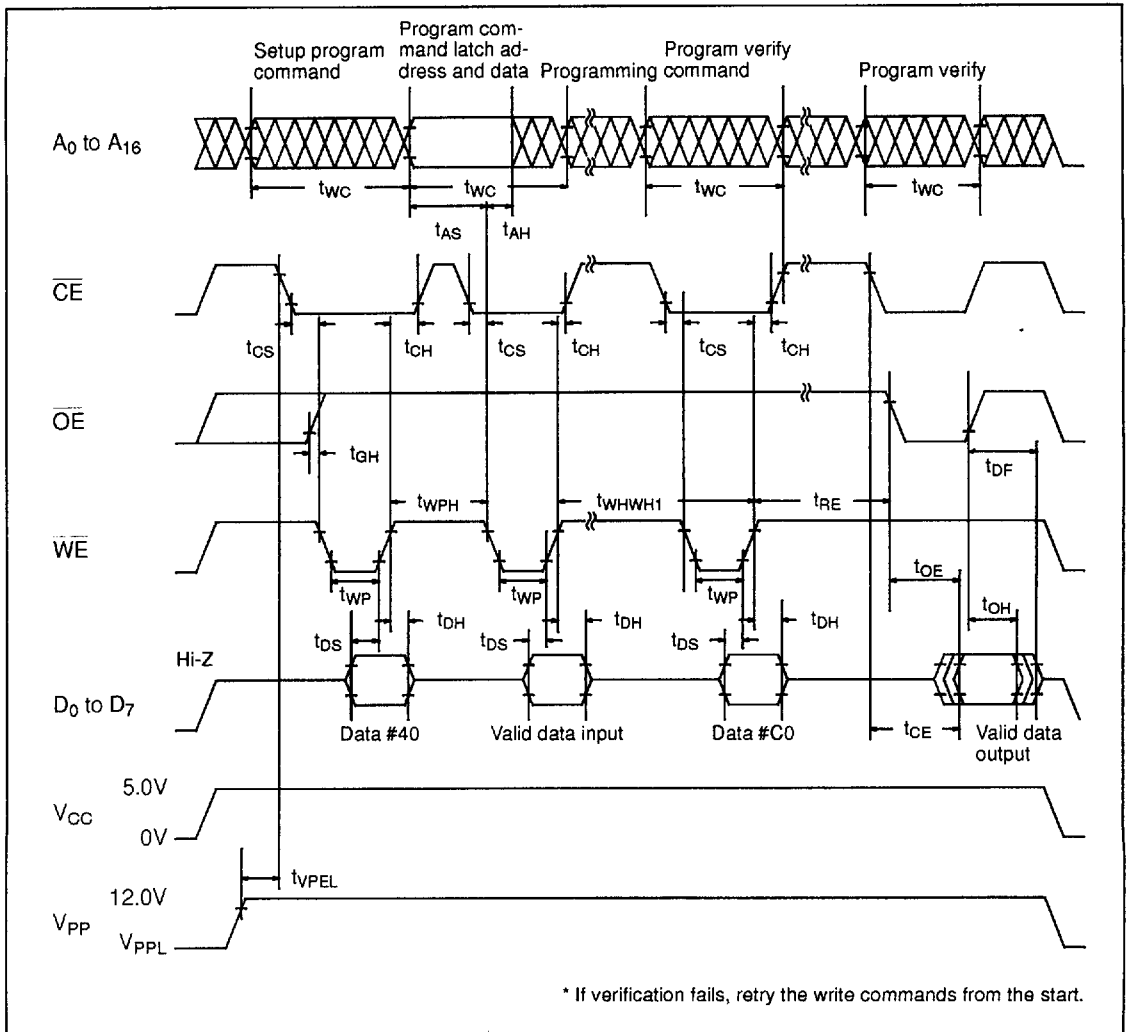 Setup program
command
Program com-
mand latch ad-
dress and data
Programming
Program verify
command
Program verify
A0 to A16
tWC
tWC
tWC
tWC
tAS
tAH
CE
tCS
tCH
tCS
tCH
tCS
tCH
OE
tGH
tDF
tWPH
tWHWH1
tRE
WE
tWP
tWP
tWP
tOE
tOH
tDS
tDH
tDS
tDH
tDS
tDH
Hi-Z
D0 to D7
Data #40
Valid data input
Data #C0
tCE
Valid data
output
5.0V
VCC
0V
tVPEL
12.0V
VPP
VPPL
* If verification fails, retry the write commands from the start.